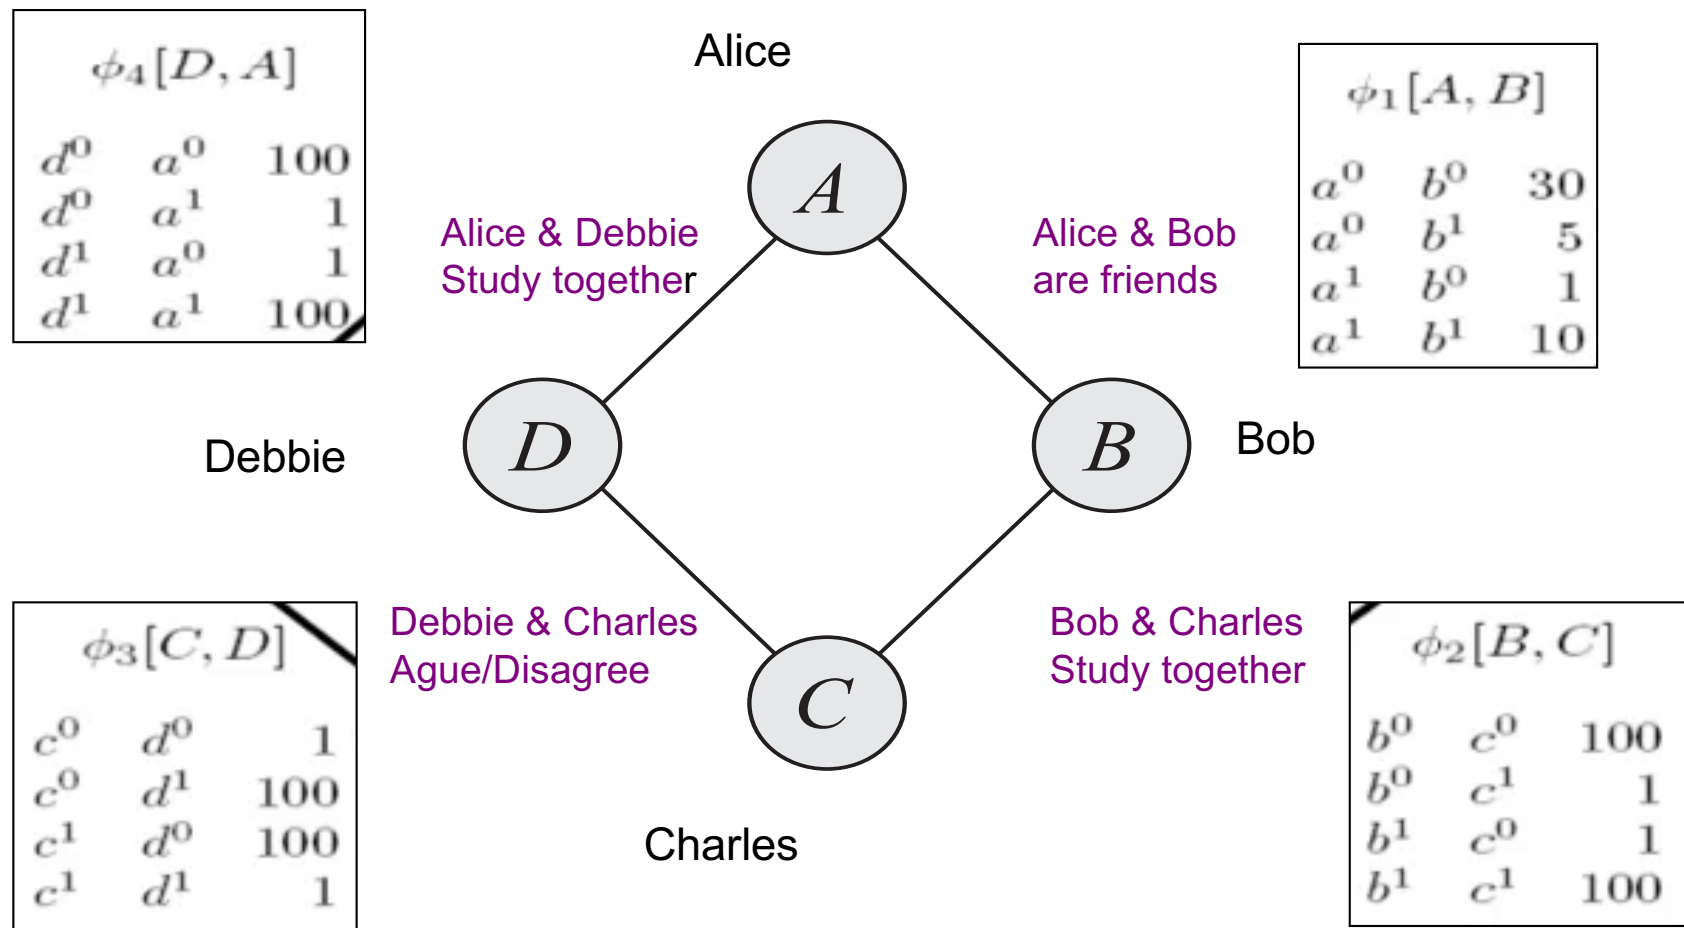 Alice
ϕ₄[D, A]
d⁰ a⁰ 100
d⁰ a¹ 1
d¹ a⁰ 1
d¹ a¹ 100
ϕ₁[A, B]
a⁰ b⁰ 30
a⁰ b¹ 5
a¹ b⁰ 1
a¹ b¹ 10
A
Alice & Debbie
Study together
Alice & Bob
are friends
Debbie
D
B
Bob
ϕ₃[C, D]
c⁰ d⁰ 1
c⁰ d¹ 100
c¹ d⁰ 100
c¹ d¹ 1
Debbie & Charles
Ague/Disagree
Bob & Charles
Study together
C
ϕ₂[B, C]
b⁰ c⁰ 100
b⁰ c¹ 1
b¹ c⁰ 1
b¹ c¹ 100
Charles